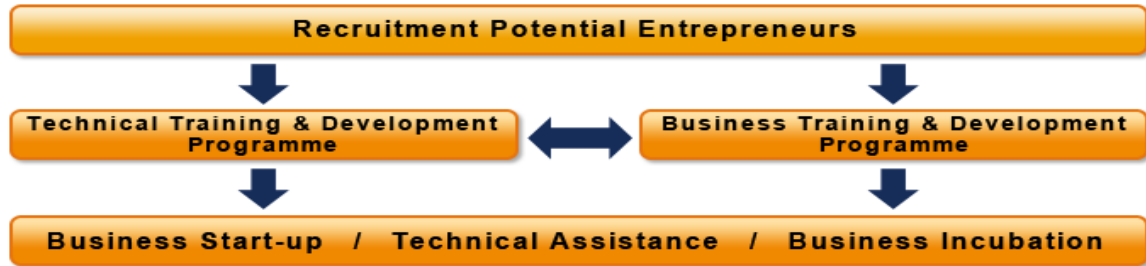 Recruitment Potential Entrepreneurs
Technical Training & Development
Programme
Business Training & Development
Programme
Business Start-up / Technical Assistance / Business Incubation